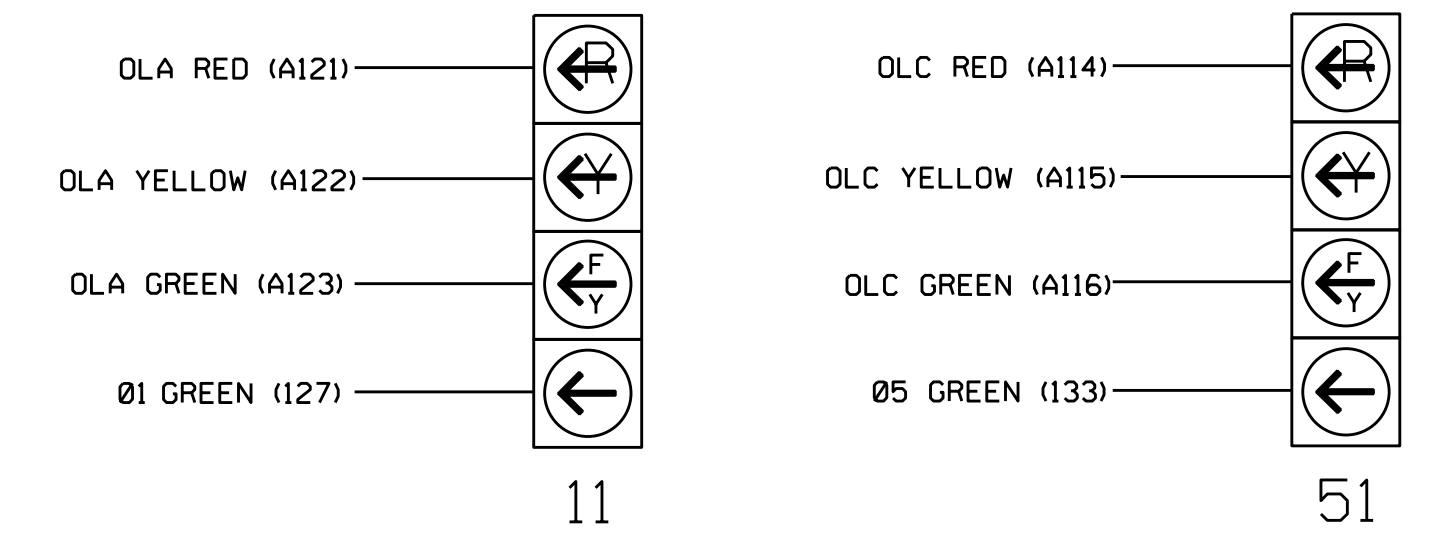 OLA RED (A121)
R
OLA YELLOW (A122)
Y
OLA GREEN (A123)
F
Y
Ø1 GREEN (127)
11
OLC RED (A114)
R
OLC YELLOW (A115)
Y
OLC GREEN (A116)
F
Y
Ø5 GREEN (133)
51